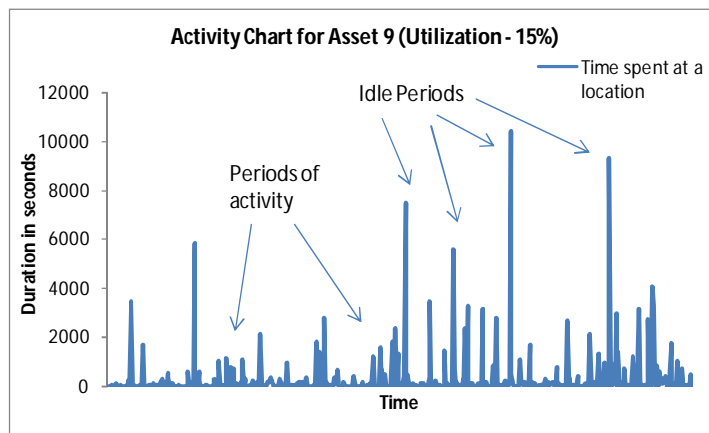 Activity Chart for Asset 9 (Utilization - 15%)
Time spent at a
location
Idle Periods
Periods of
activity
Duration in seconds
12000
10000
8000
6000
4000
2000
0
Time